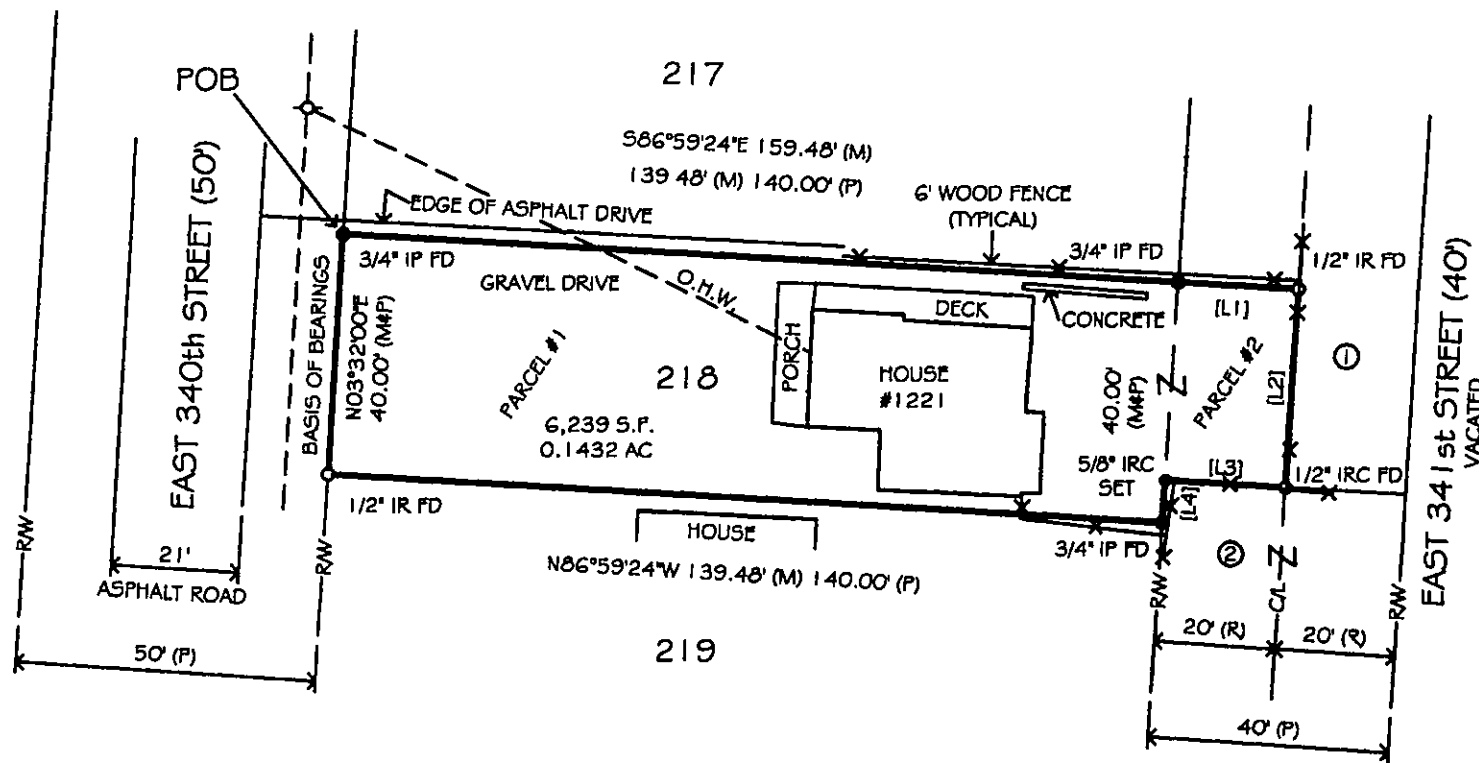 217
POB
S86°59'24"E 159.48' (M)
139 48' (M) 140.00' (P)
6' WOOD FENCE
(TYPICAL)
EDGE OF ASPHALT DRIVE
3/4" IP FD
3/4" IP FD
1/2" IR FD
GRAVEL DRIVE
O.H.W.
DECK
CONCRETE
[L1]
EAST 340th STREET (50')
BASIS OF BEARINGS
N03°32'00"E
40.00' (M&P)
PARCEL #1
218
PORCH
HOUSE
#1221
40.00'
(M&P)
Z
PARCEL #2
[L2]
1
EAST 341st STREET (40')
VACATED
6,239 S.F.
0.1432 AC
5/8" IRC
SET
[L3]
1/2" IRC FD
[L4]
1/2" IR FD
HOUSE
3/4" IP FD
2
Z
R/W
21'
R/W
R/W
C/L
R/W
ASPHALT ROAD
N86°59'24"W 139.48' (M) 140.00' (P)
20' (R)
20' (R)
50' (P)
219
40' (P)